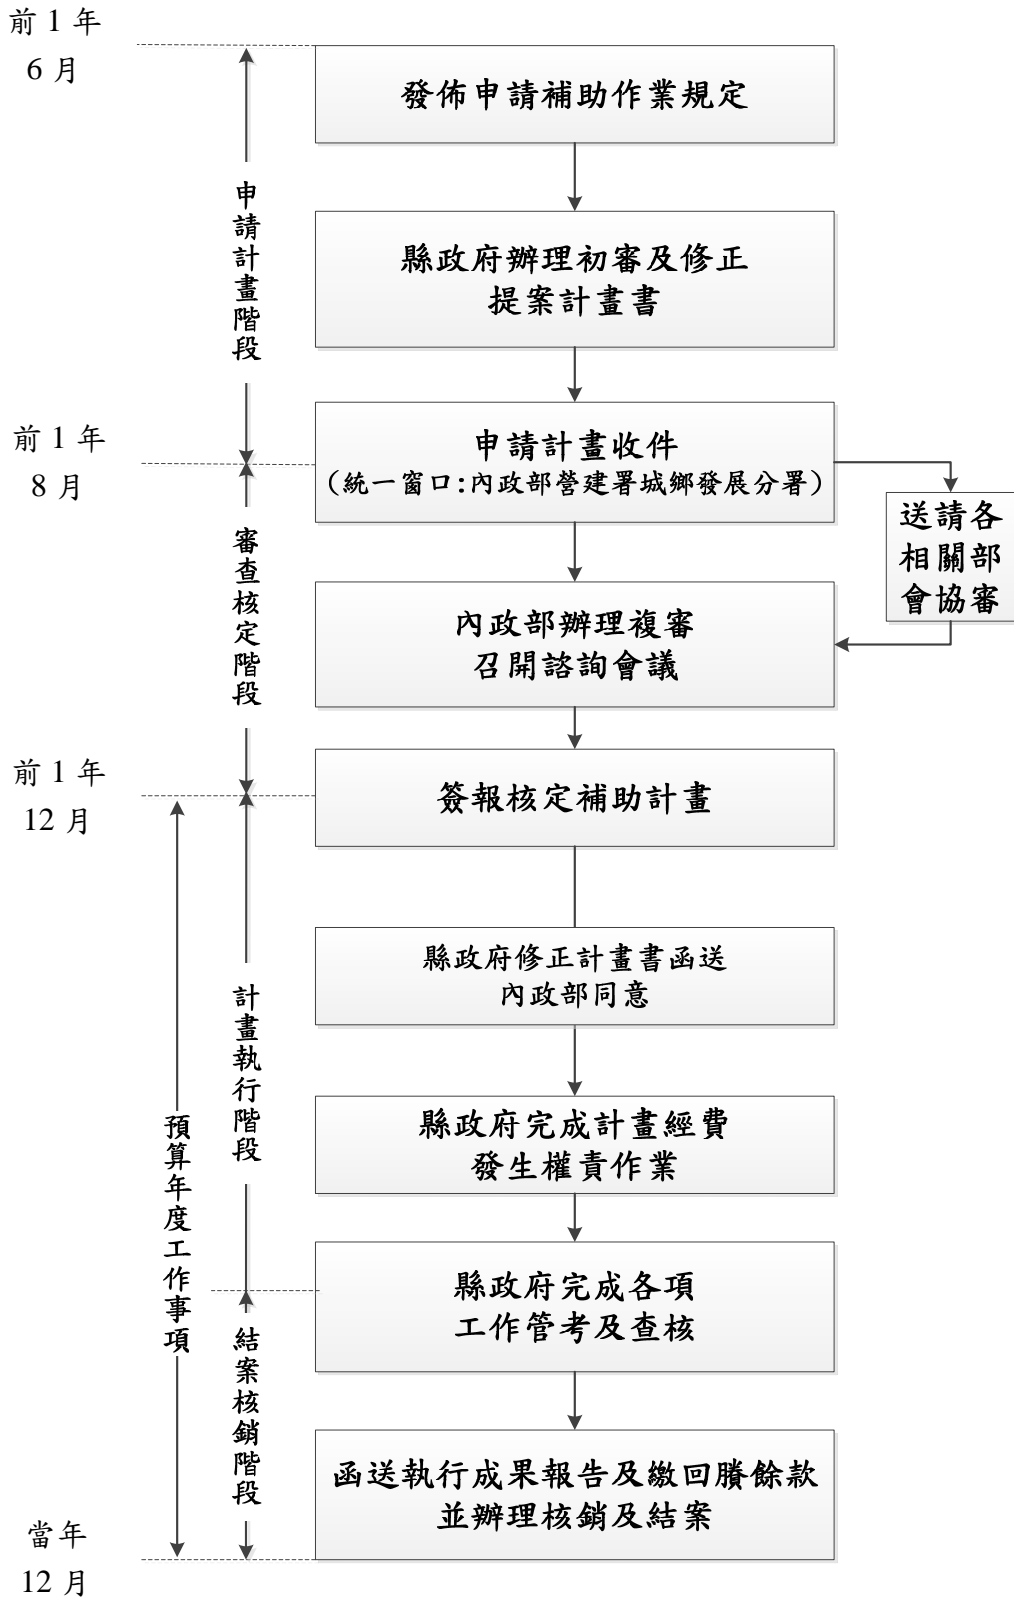 前 1 年
6 月
發佈申請補助作業規定
申請計畫階段
縣政府辦理初審及修正
提案計畫書
前 1 年
8 月
申請計畫收件
（統一窗口:內政部營建署城鄉發展分署）
送請各
相關部
會協審
審查核定階段
內政部辦理複審
召開諮詢會議
前 1 年
12 月
簽報核定補助計畫
縣政府修正計畫書函送
內政部同意
計畫執行階段
預算年度工作事項
縣政府完成計畫經費
發生權責作業
縣政府完成各項
工作管考及查核
結案核銷階段
函送執行成果報告及繳回賸餘款
並辦理核銷及結案
當年
12 月